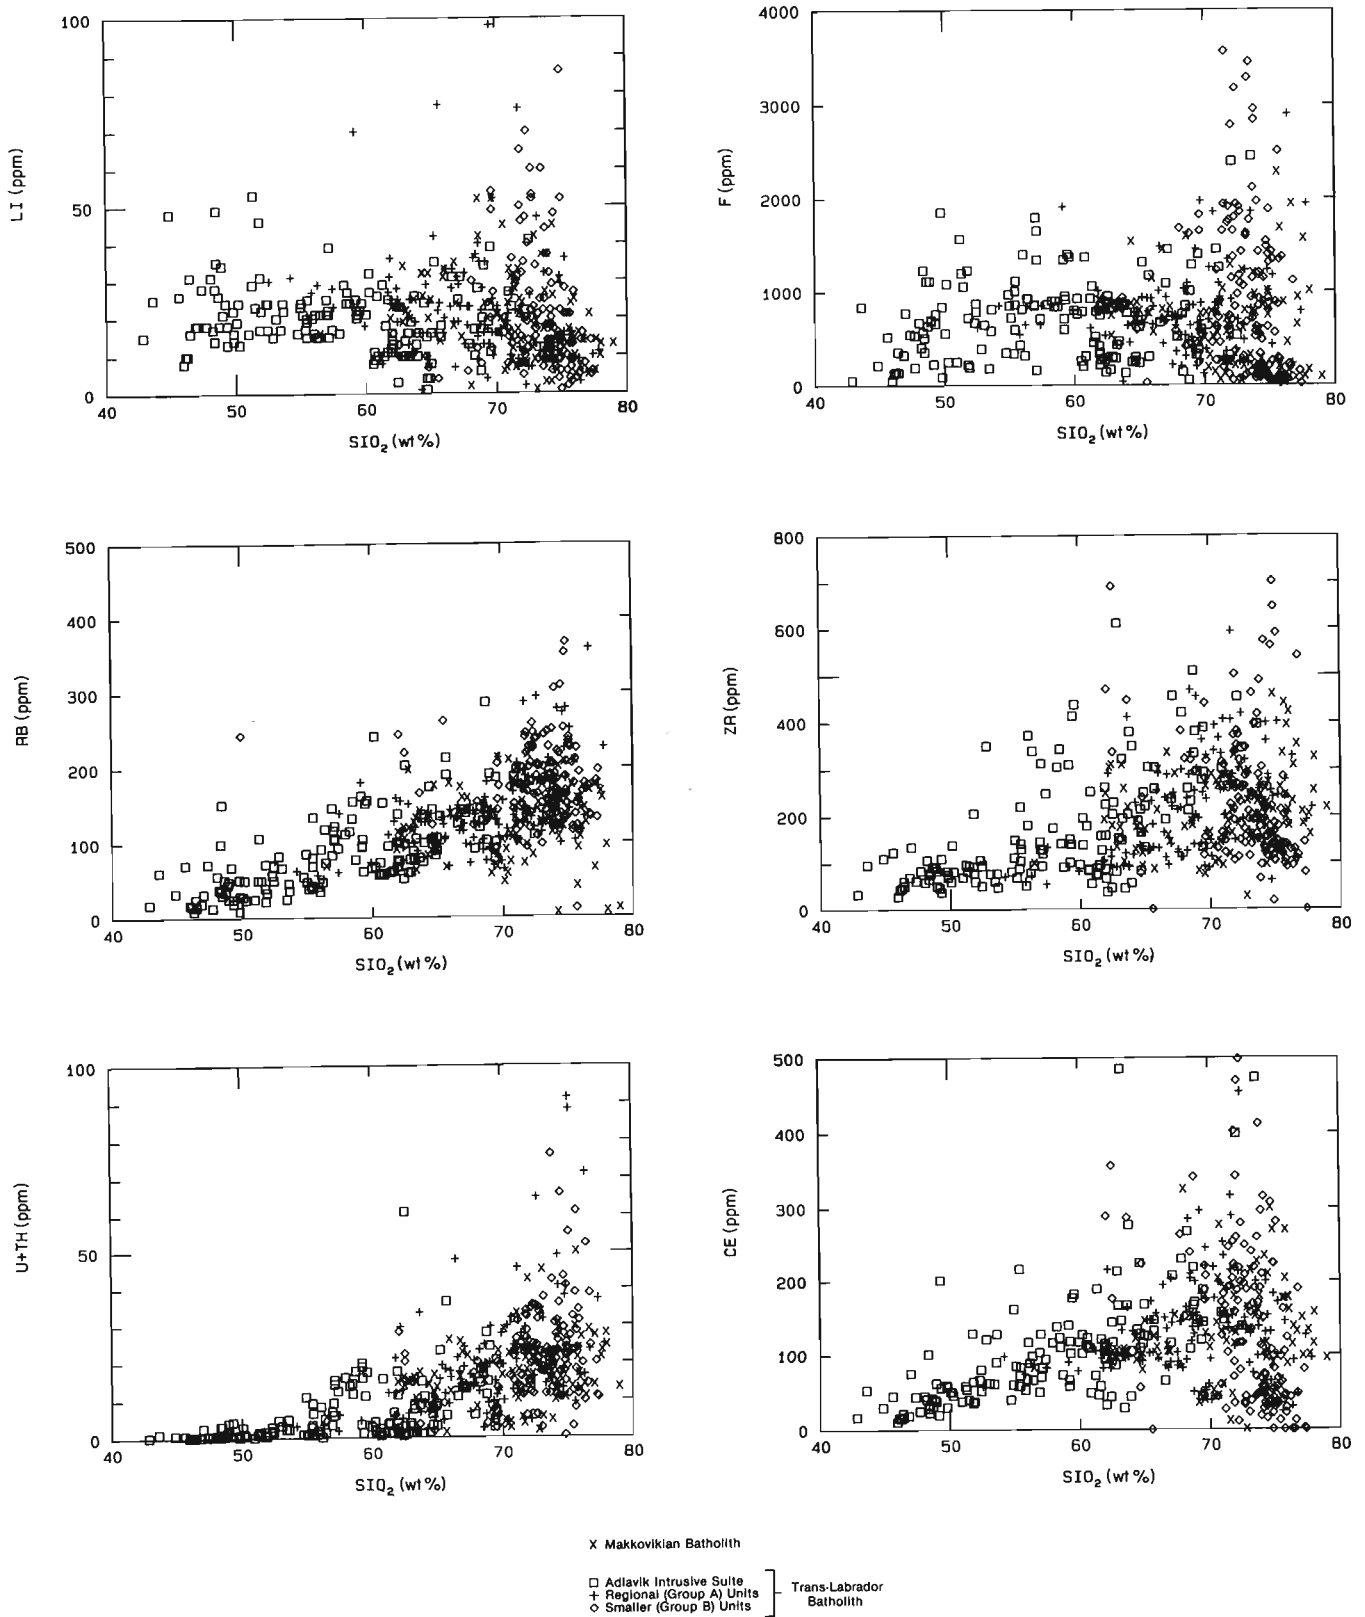 100
50
0
LI (ppm)
40 50 60 70 80
SIO2 (wt %)
4000
3000
2000
1000
0
F (ppm)
40 50 60 70 80
SIO2 (wt %)
500
400
300
200
100
0
RB (ppm)
40 50 60 70 80
SIO2 (wt %)
800
600
400
200
0
ZR (ppm)
40 50 60 70 80
SIO2 (wt %)
100
50
0
U+TH (ppm)
40 50 60 70 80
SIO2 (wt %)
500
400
300
200
100
0
CE (ppm)
40 50 60 70 80
SIO2 (wt %)
X Makkovikian Batholith
□ Adlavik Intrusive Suite
+ Regional (Group A) Units
◇ Smaller (Group B) Units
Trans-Labrador
Batholith